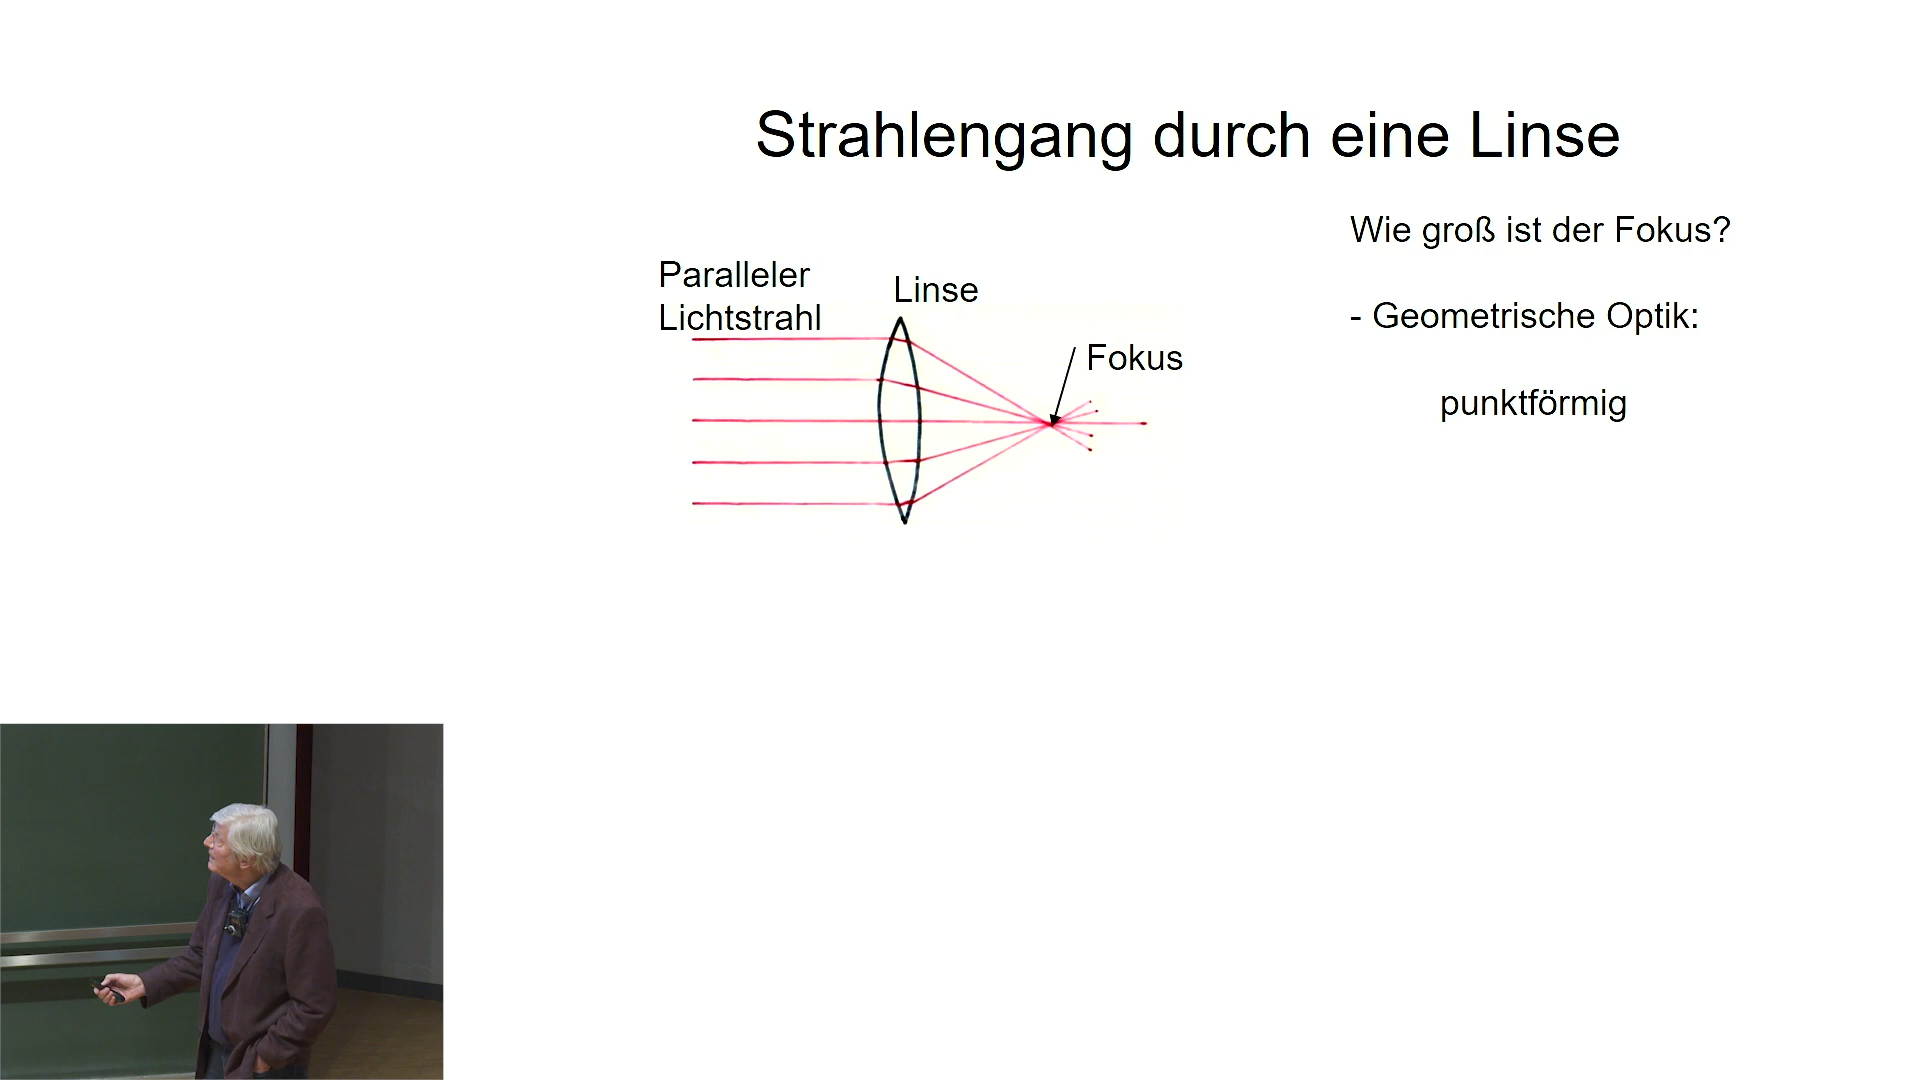 Strahlengang durch eine Linse
Wie groß ist der Fokus?
Paralleler
Lichtstrahl
Linse
Fokus
- Geometrische Optik:
punktförmig